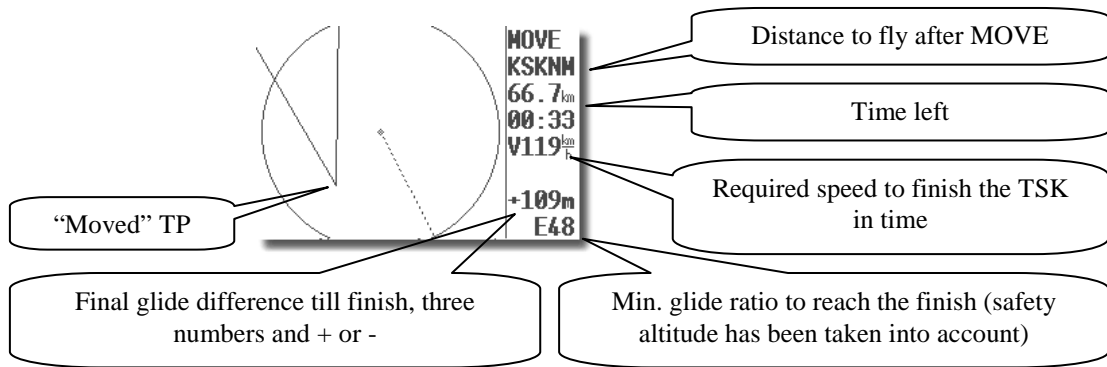 MOVE
KSKNM
66.7km
00:33
V119km/h
+109m
E48
Distance to fly after MOVE
Time left
Required speed to finish the TSK
in time
“Moved” TP
Final glide difference till finish, three
numbers and + or -
Min. glide ratio to reach the finish (safety
altitude has been taken into account)